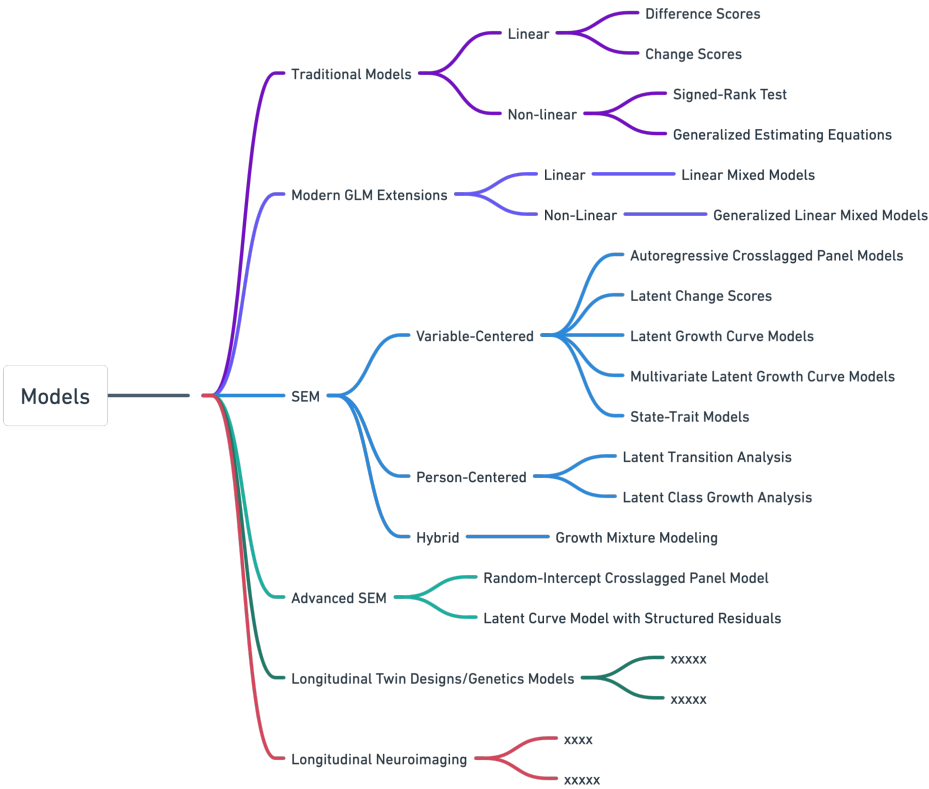 Models
Traditional Models
Linear
Difference Scores
Change Scores
Non-linear
Signed-Rank Test
Generalized Estimating Equations
Modern GLM Extensions
Linear
Linear Mixed Models
Non-Linear
Generalized Linear Mixed Models
SEM
Variable-Centered
Autoregressive Crosslagged Panel Models
Latent Change Scores
Latent Growth Curve Models
Multivariate Latent Growth Curve Models
State-Trait Models
Person-Centered
Latent Transition Analysis
Latent Class Growth Analysis
Hybrid
Growth Mixture Modeling
Advanced SEM
Random-Intercept Crosslagged Panel Model
Latent Curve Model with Structured Residuals
Longitudinal Twin Designs/Genetics Models
xxxxx
xxxxx
Longitudinal Neuroimaging
xxxx
xxxxx